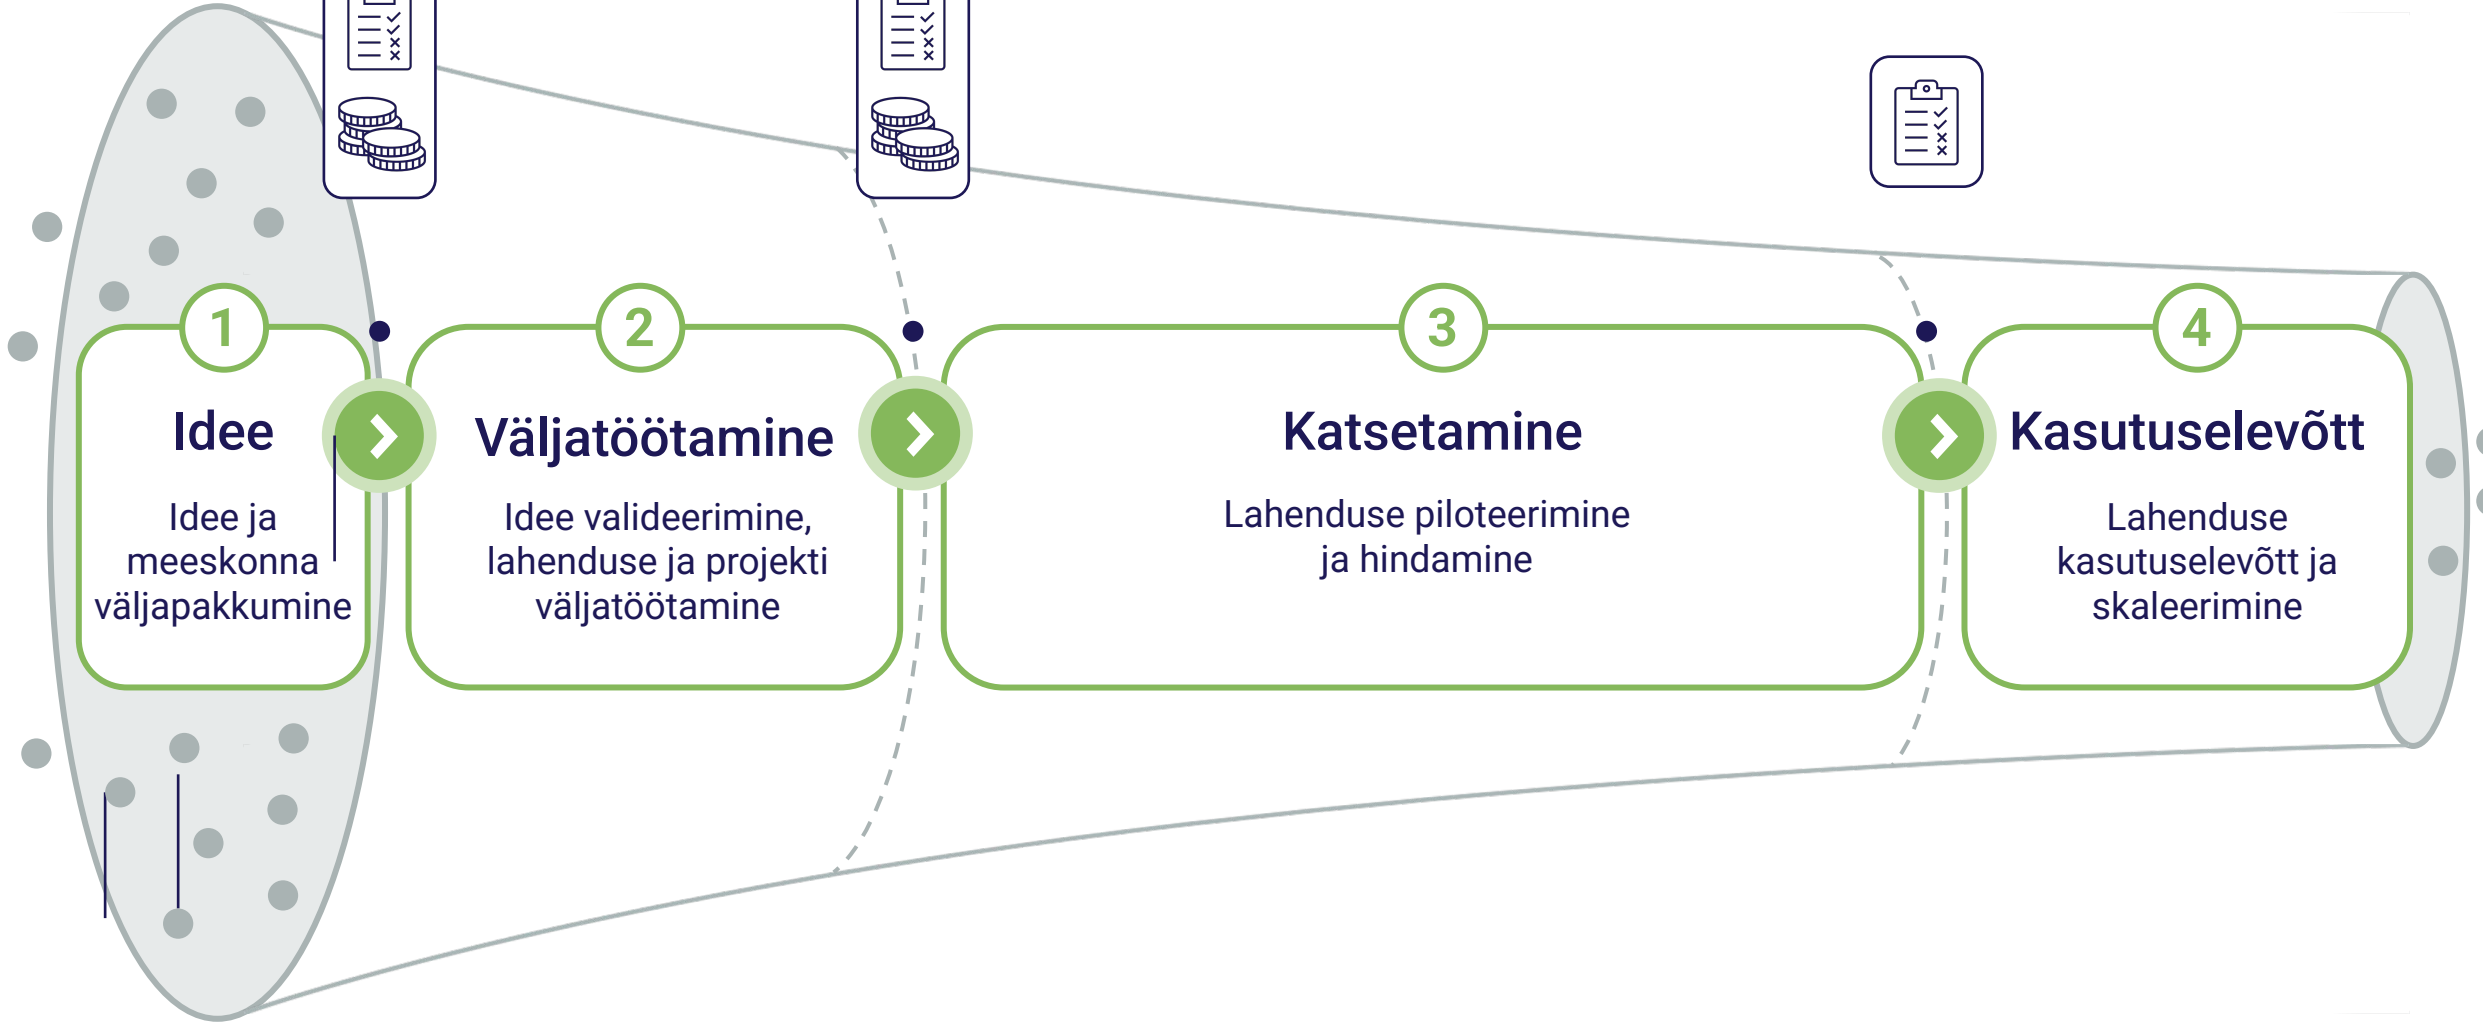 1
Idee
Idee ja
meeskonna
väljapakkumine
2
Väljatöötamine
Idee valideerimine,
lahenduse ja projekti
väljatöötamine
3
Katsetamine
Lahenduse piloteerimine
ja hindamine
4
Kasutuselevõtt
Lahenduse
kasutuselevõtt ja
skaleerimine